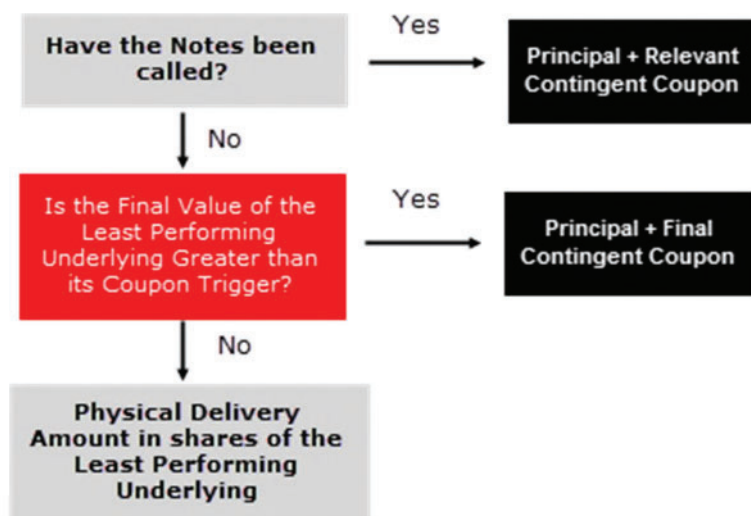 Have the Notes been
called?
Yes
Principal + Relevant
Contingent Coupon
No
Is the Final Value of the
Least Performing
Underlying Greater than
its Coupon Trigger?
Yes
Principal + Final
Contingent Coupon
No
Physical Delivery
Amount in shares of the
Least Performing
Underlying